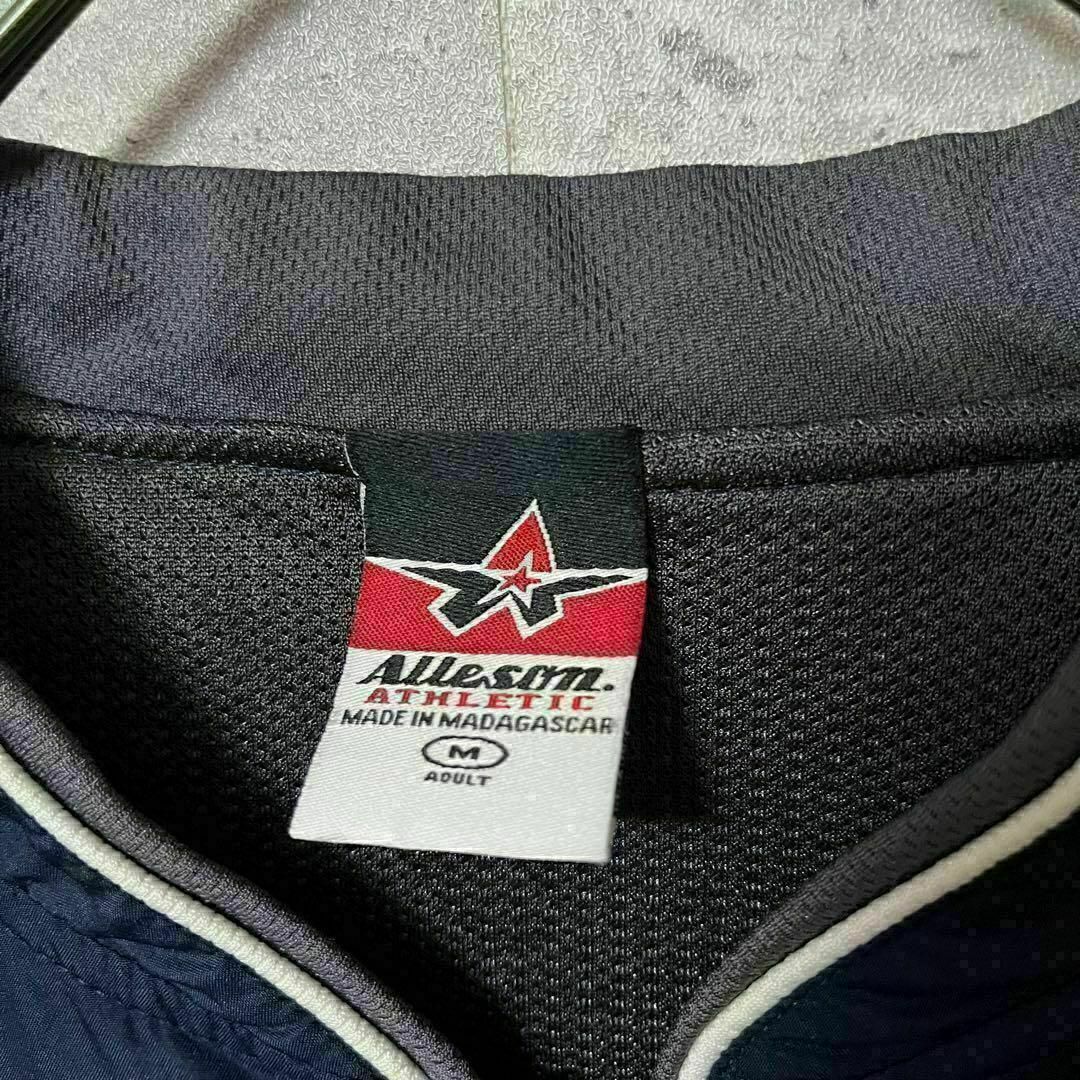 Alleson.
ATHLETIC
MADE IN MADAGASCAR
M
ADULT